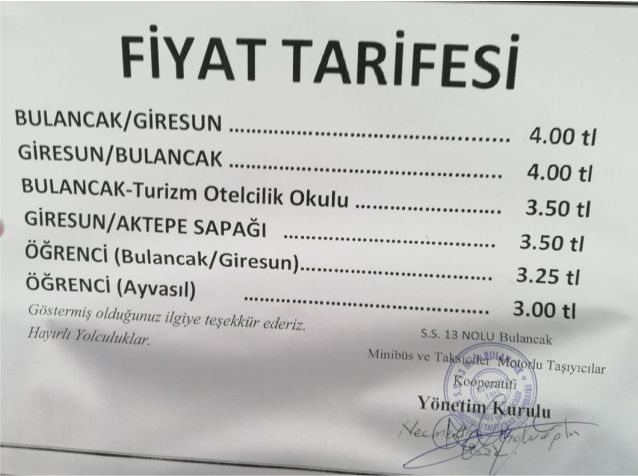 FİYAT TARİFESİ
BULANCAK/GİRESUN ........................................ 4.00 tl
GİRESUN/BULANCAK ....................................... 4.00 tl
BULANCAK-Turizm Otelcilik Okulu ..................... 3.50 tl
GİRESUN/AKTEPE SAPAĞI ............................... 3.50 tl
ÖĞRENCİ (Bulancak/Giresun)........................... 3.25 tl
ÖĞRENCİ (Ayvasıl) ...................................... 3.00 tl
Göstermiş olduğunuz ilgiye teşekkür ederiz.
Hayırlı Yolculuklar.
S.S. 13 NOLU Bulancak
Minibüs ve Taksiciler Motorlu Taşıyıcılar
Kooperatifi
Yönetim Kurulu